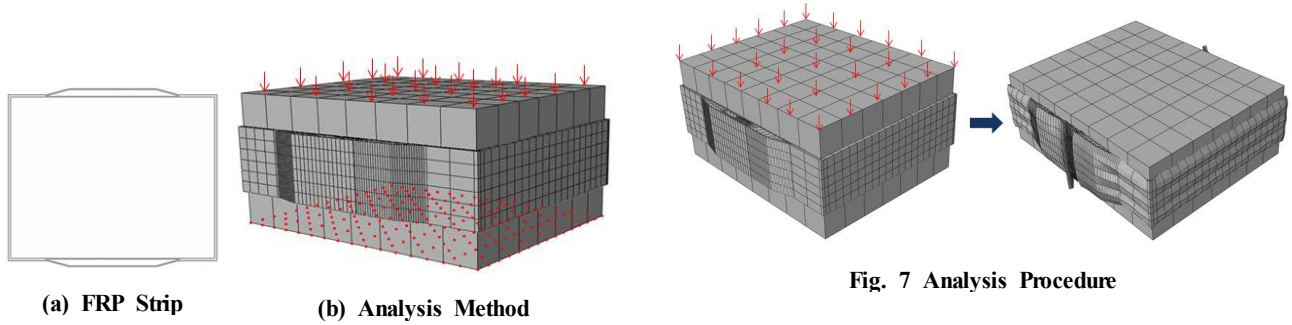 (a) FRP Strip
(b) Analysis Method
Fig. 7 Analysis Procedure